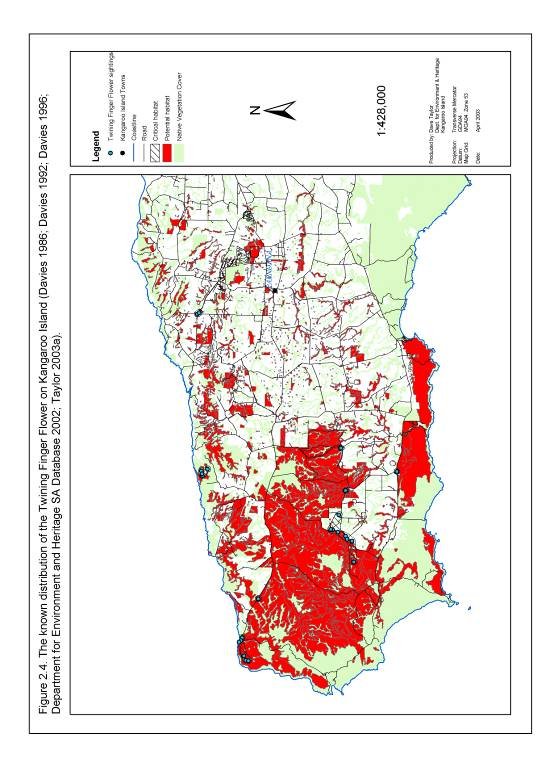 Figure 2.4. The known distribution of the Twining Finger Flower on Kangaroo Island (Davies 1986; Davies 1992; Davies 1996;
Department for Environment and Heritage SA Database 2002; Taylor 2003a).
Legend
Twining Finger Flower sightings
Kangaroo Island Towns
Coastline
Road
Critical habitat
Potential habitat
Native Vegetation Cover
N
1:428,000
Produced by: Dave Taylor
Dept. for Environment & Heritage
Kangaroo Island
Projection: Transverse Mercator
Datum: GDA94
Map Grid: MGA94 Zone 53
Date: April 2003